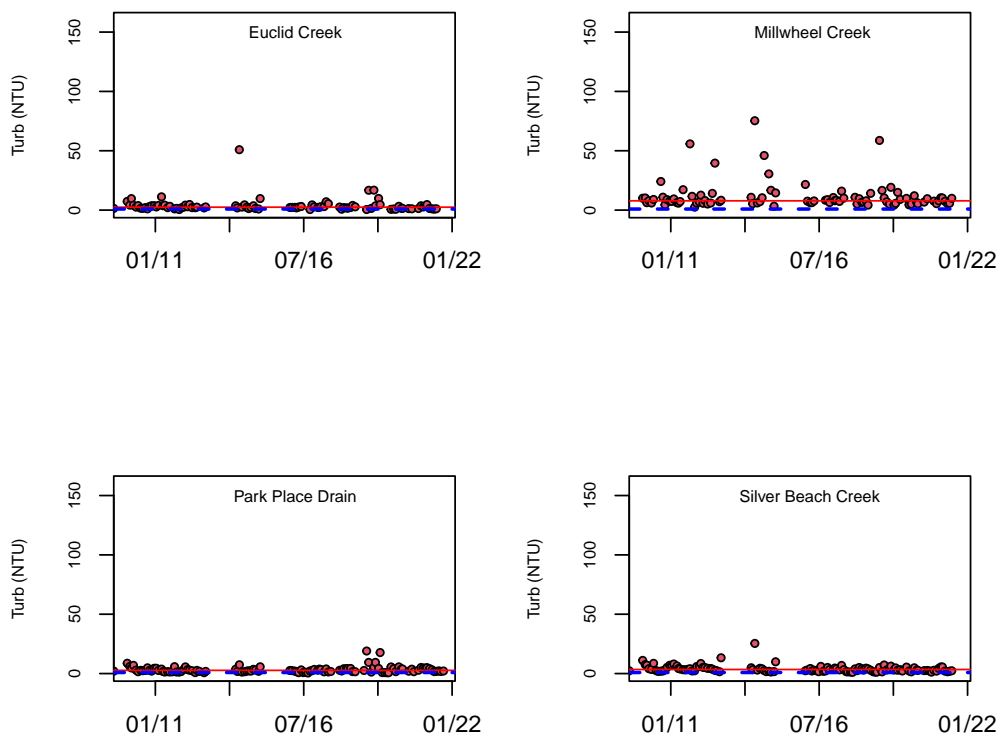 Euclid Creek
Turb (NTU)
150
100
50
0
01/11 07/16 01/22
Millwheel Creek
Turb (NTU)
150
100
50
0
01/11 07/16 01/22
Park Place Drain
Turb (NTU)
150
100
50
0
01/11 07/16 01/22
Silver Beach Creek
Turb (NTU)
150
100
50
0
01/11 07/16 01/22